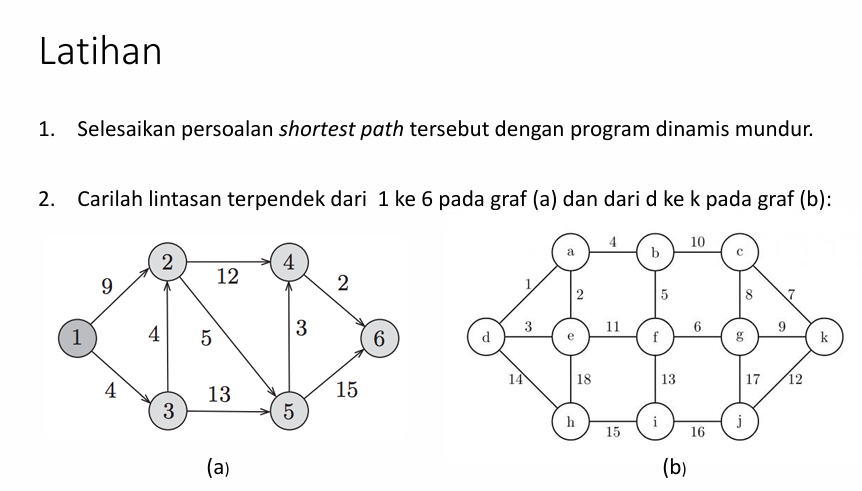 Latihan
1. Selesaikan persoalan shortest path tersebut dengan program dinamis mundur.
2. Carilah lintasan terpendek dari 1 ke 6 pada graf (a) dan dari d ke k pada graf (b):
2 12 4
9 2
1 4 5 3 6
4 13 15
3 5
(a)
a 4 b 10 c
1 2 5 8 7
d 3 e 11 f 6 g 9 k
14 18 13 17 12
h 15 i 16 j
(b)